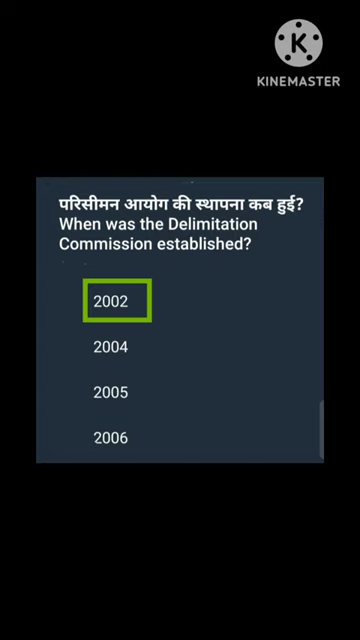 K
KINEMASTER
परिसीमन आयोग की स्थापना कब हुई?
When was the Delimitation
Commission established?
2002
2004
2005
2006